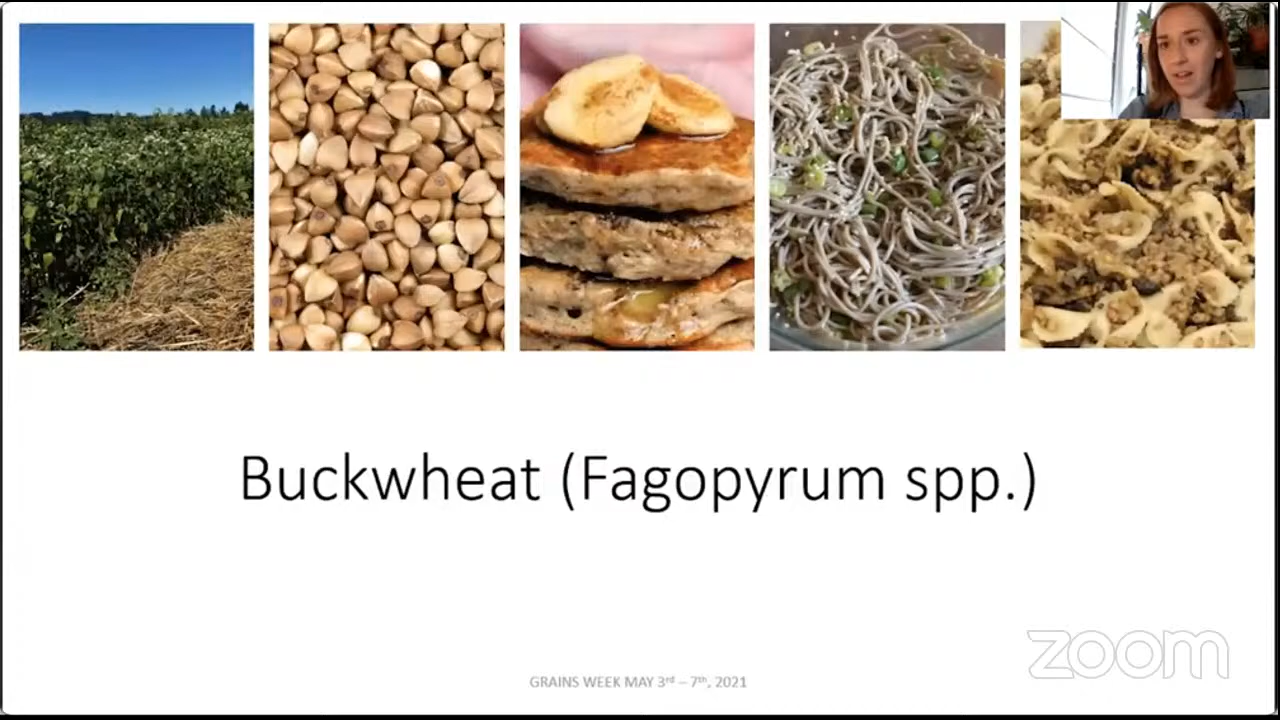 Buckwheat (Fagopyrum spp.)
zoom
GRAINS WEEK MAY 3rd – 7th, 2021